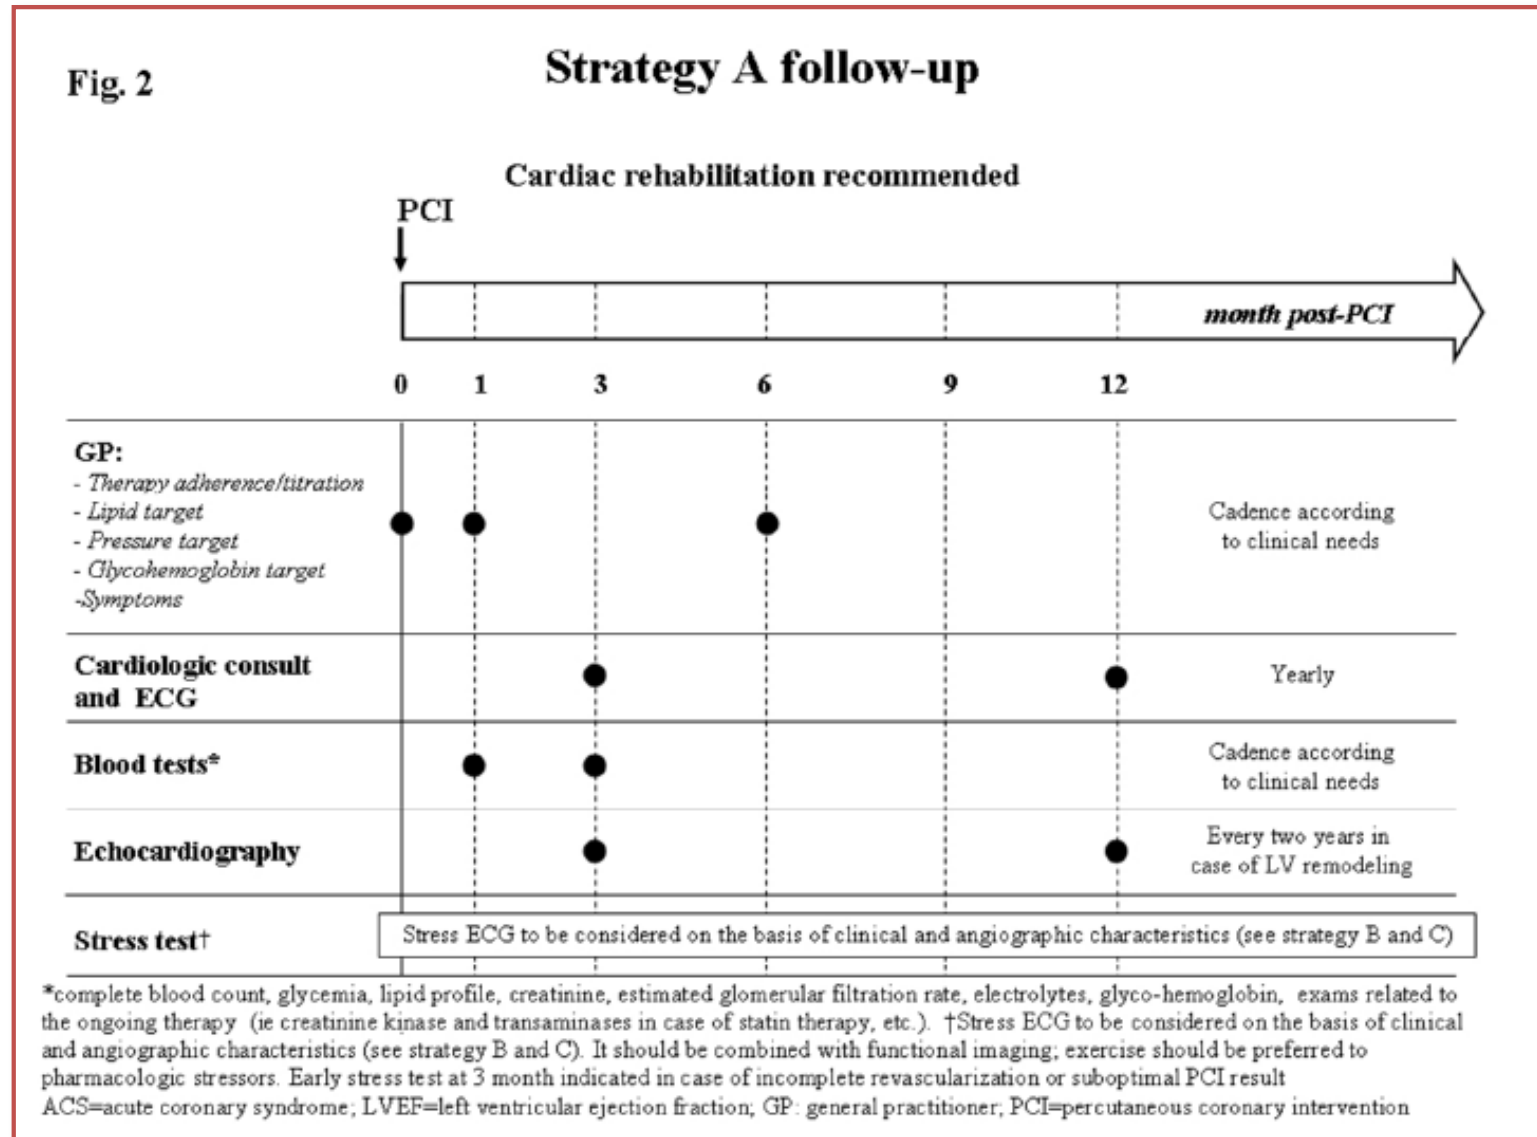 Fig. 2
Strategy A follow-up
Cardiac rehabilitation recommended
PCI
month post-PCI
0 1 3 6 9 12
GP:
- Therapy adherence/titration
- Lipid target
- Pressure target
- Glycohemoglobin target
-Symptoms
Cadence according
to clinical needs
Cardiologic consult
and ECG
Yearly
Blood tests*
Cadence according
to clinical needs
Echocardiography
Every two years in
case of LV remodeling
Stress test†
Stress ECG to be considered on the basis of clinical and angiographic characteristics (see strategy B and C)
*complete blood count, glycemia, lipid profile, creatinine, estimated glomerular filtration rate, electrolytes, glyco-hemoglobin, exams related to
the ongoing therapy (ie creatinine kinase and transaminases in case of statin therapy, etc.). †Stress ECG to be considered on the basis of clinical
and angiographic characteristics (see strategy B and C). It should be combined with functional imaging; exercise should be preferred to
pharmacologic stressors. Early stress test at 3 month indicated in case of incomplete revascularization or suboptimal PCI result
ACS=acute coronary syndrome; LVEF=left ventricular ejection fraction; GP: general practitioner; PCI=percutaneous coronary intervention